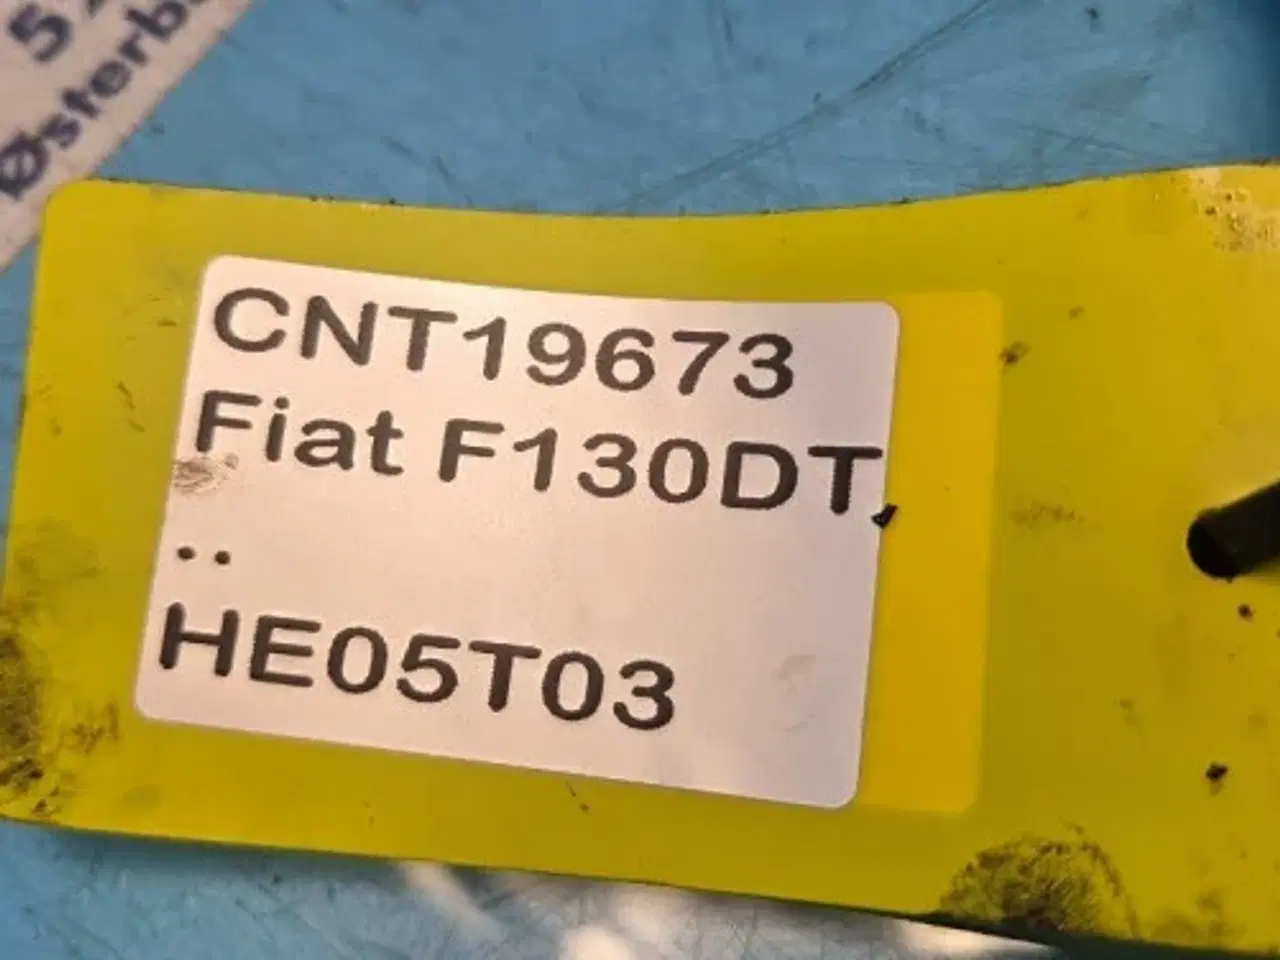 CNT19673
Fiat F130DT,
..
HE05T03